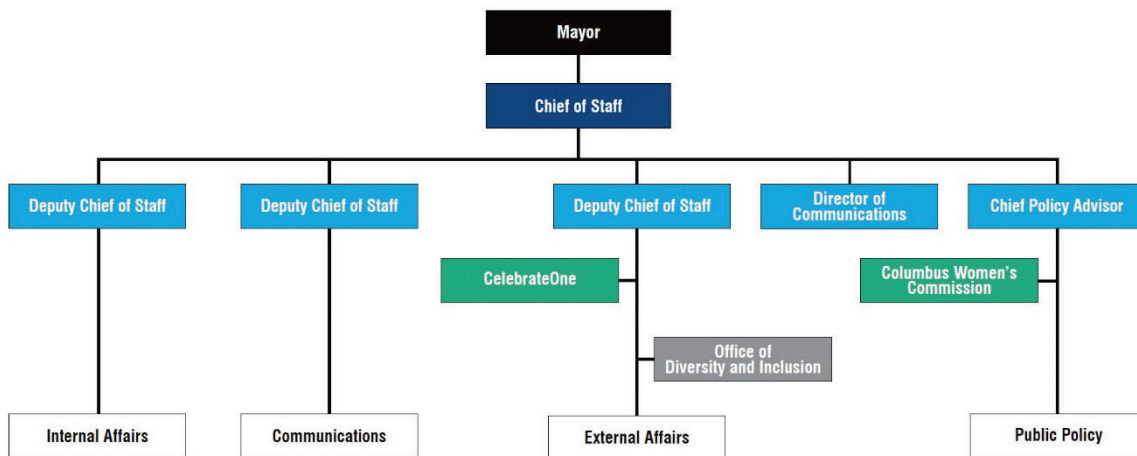 Mayor
Chief of Staff
Deputy Chief of Staff
Deputy Chief of Staff
Deputy Chief of Staff
Director of
Communications
Chief Policy Advisor
CelebrateOne
Columbus Women's
Commission
Office of
Diversity and Inclusion
Internal Affairs
Communications
External Affairs
Public Policy